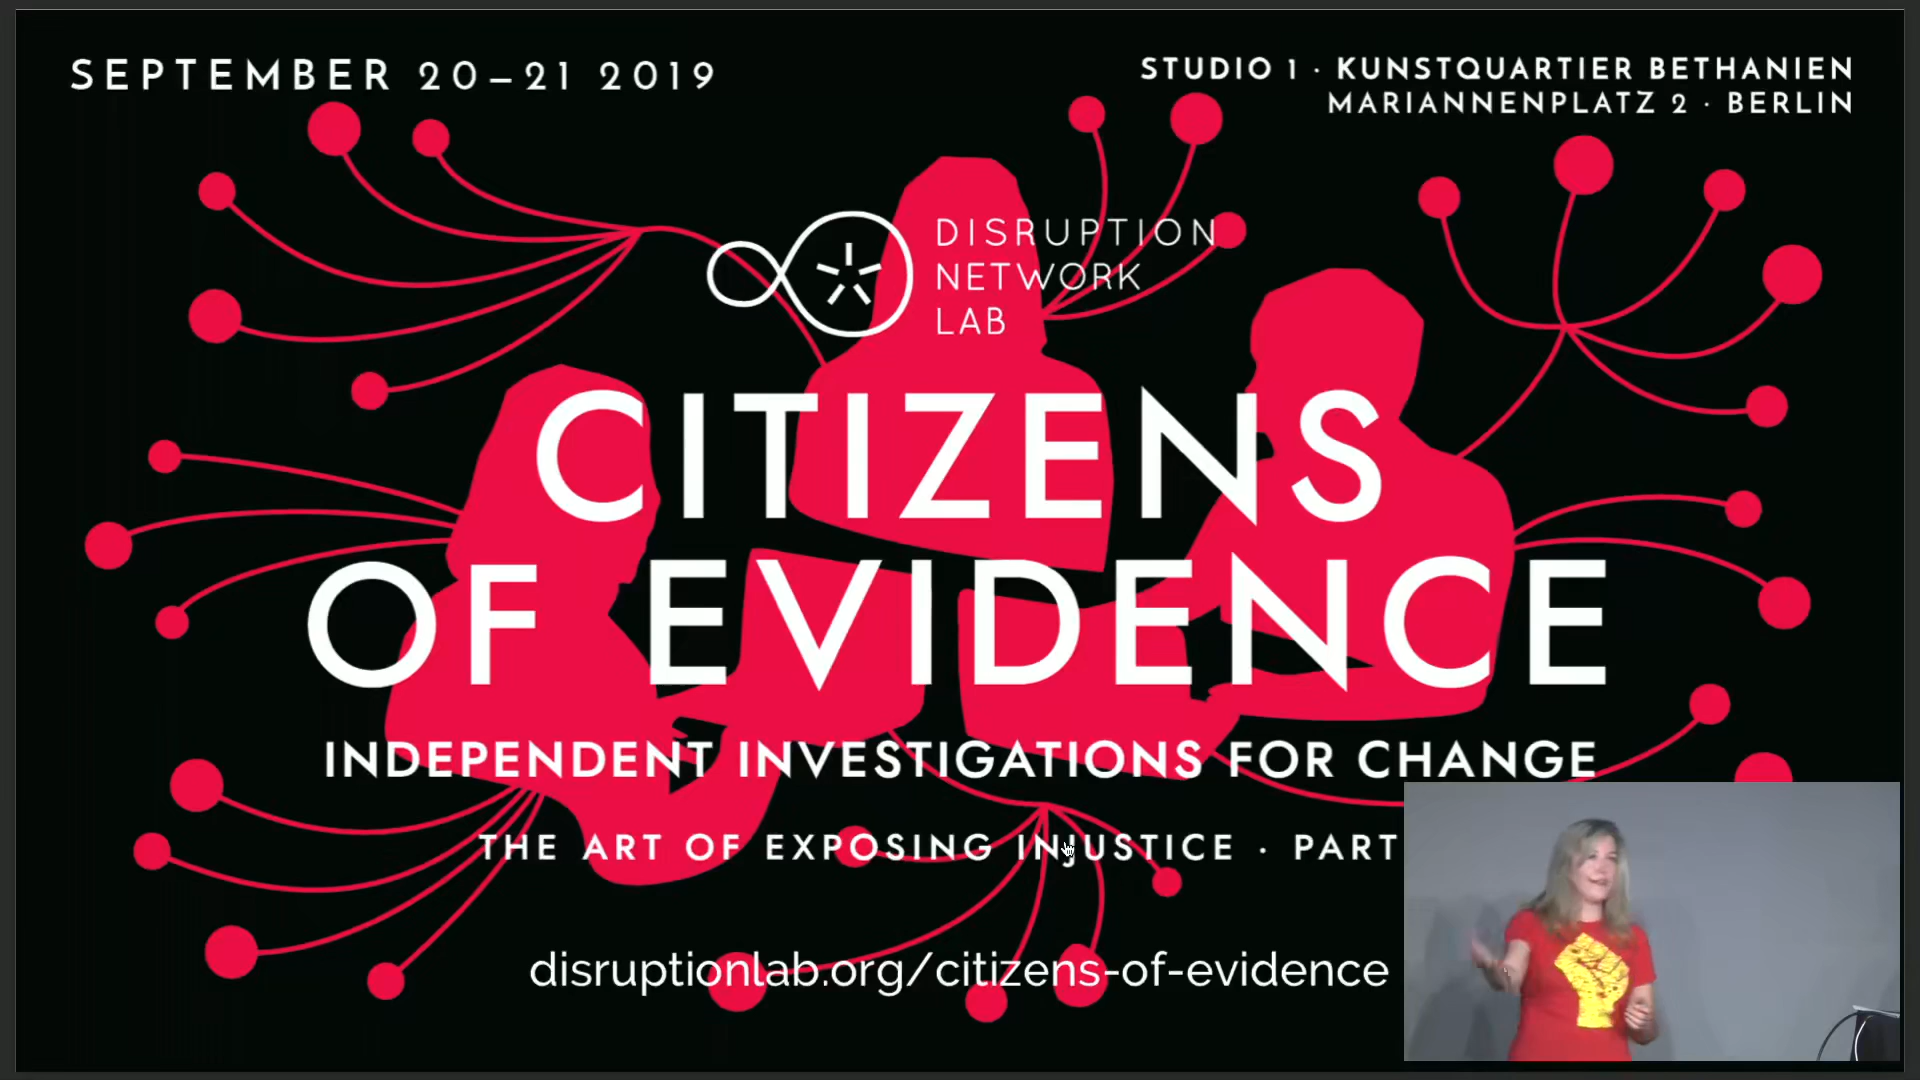 SEPTEMBER 20–21 2019
STUDIO 1 · KUNSTQUARTIER BETHANIEN
MARIANNENPLATZ 2 · BERLIN
DISRUPTION
NETWORK
LAB
CITIZENS
OF EVIDENCE
INDEPENDENT INVESTIGATIONS FOR CHANGE
THE ART OF EXPOSING INJUSTICE · PART
disruptionlab.org/citizens-of-evidence